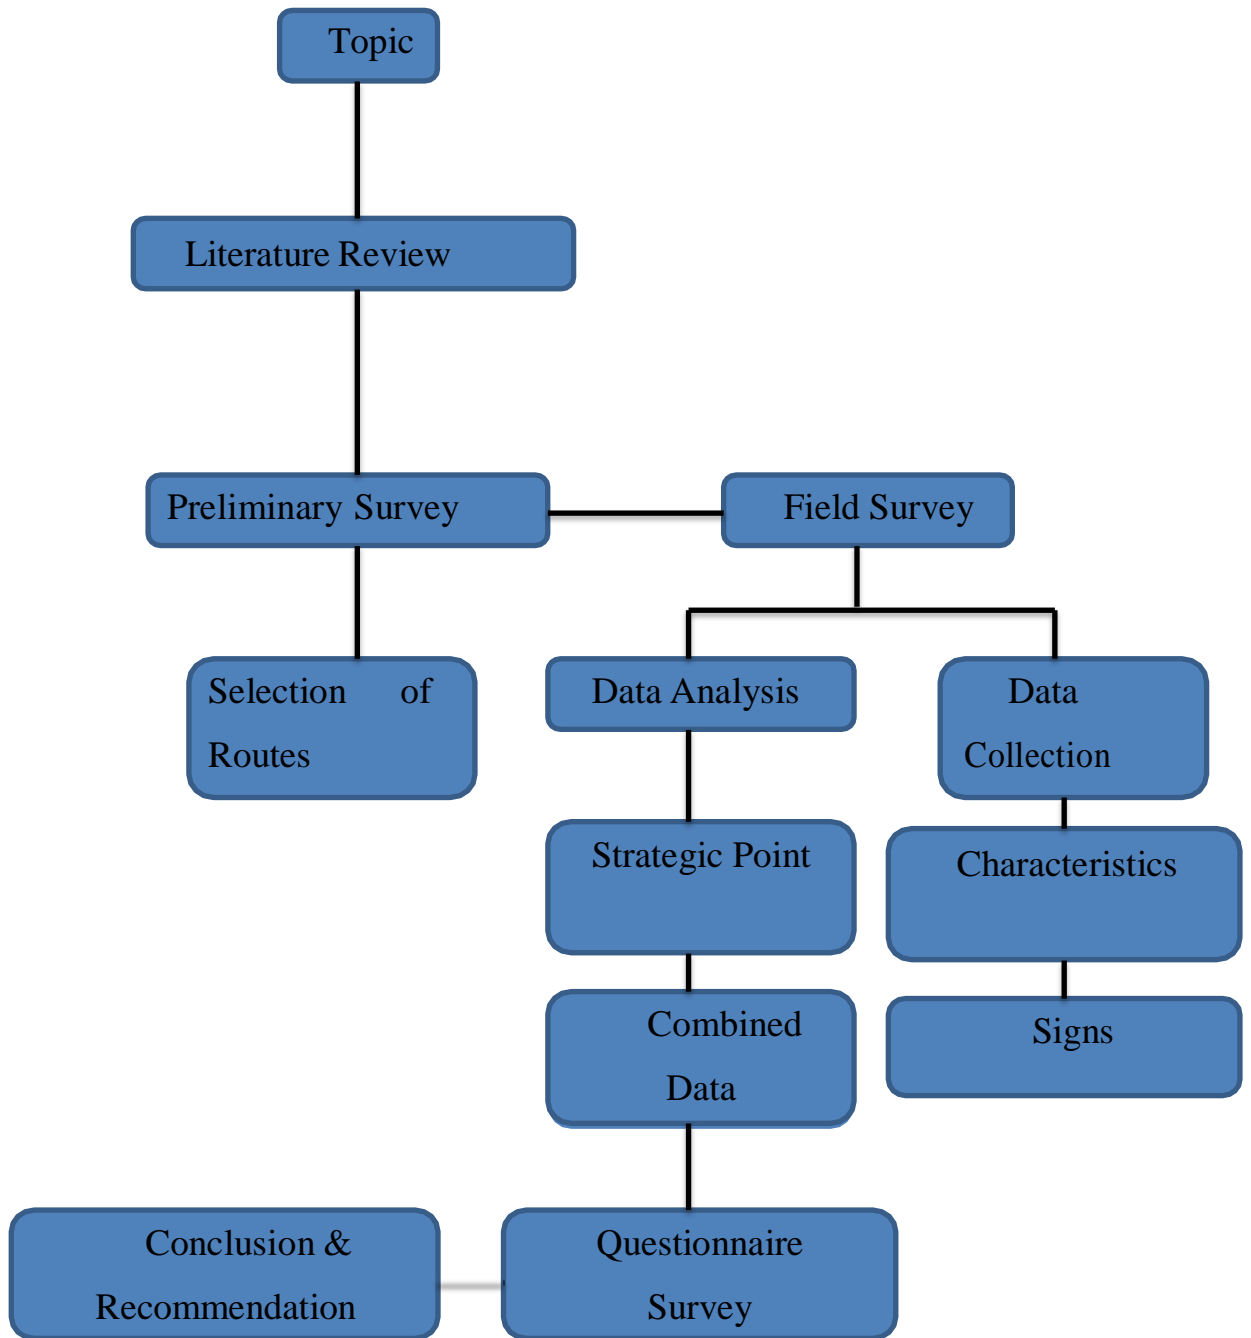 Topic
Literature Review
Preliminary Survey
Field Survey
Selection of
Routes
Data Analysis
Data
Collection
Strategic Point
Characteristics
Combined
Data
Signs
Conclusion &
Recommendation
Questionnaire
Survey